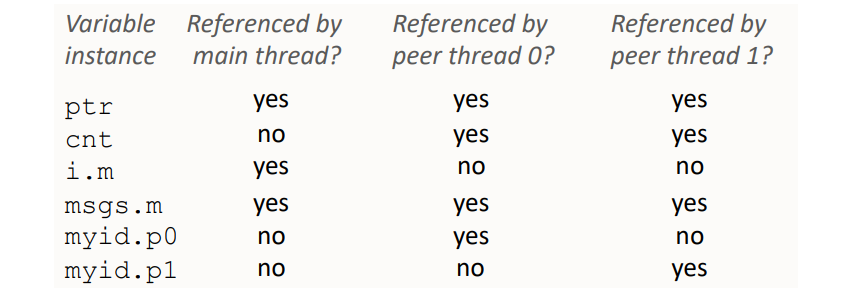 Variable Referenced by Referenced by Referenced by
instance main thread? peer thread 0? peer thread 1?
ptr yes yes yes
cnt no yes yes
i.m yes no no
msgs.m yes yes yes
myid.p0 no yes no
myid.p1 no no yes